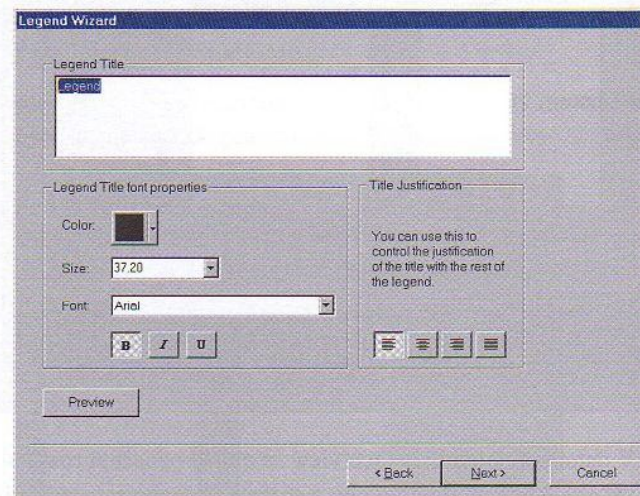 Legend Wizard
Legend Title
Legend
Legend Title font properties
Color:
Size: 37.20
Font: Arial
B I U
Title Justification
You can use this to
control the justification
of the title with the rest of
the legend.
Preview
< Back Next > Cancel